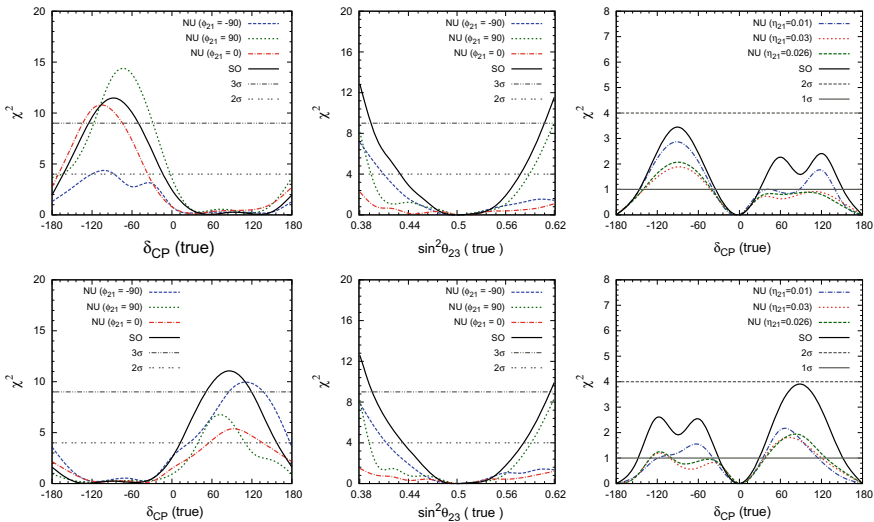 20
15
10
5
0
χ²
-180 -120 -60 0 60 120 180
δCP (true)
NU (ϕ21 = -90)
NU (ϕ21 = 90)
NU (ϕ21 = 0)
SO
3σ
2σ
20
16
12
8
4
0
χ²
0.38 0.44 0.5 0.56 0.62
sin²θ23 ( true )
NU (ϕ21 = -90)
NU (ϕ21 = 90)
NU (ϕ21 = 0)
SO
3σ
2σ
8
7
6
5
4
3
2
1
0
χ²
-180 -120 -60 0 60 120 180
δCP (true)
NU (η21=0.01)
NU (η21=0.03)
NU (η21=0.026)
SO
2σ
1σ
20
15
10
5
0
χ²
-180 -120 -60 0 60 120 180
δCP (true)
NU (ϕ21 = -90)
NU (ϕ21 = 90)
NU (ϕ21 = 0)
SO
3σ
2σ
20
16
12
8
4
0
χ²
0.38 0.44 0.5 0.56 0.62
sin²θ23 ( true )
NU (ϕ21 = -90)
NU (ϕ21 = 90)
NU (ϕ21 = 0)
SO
3σ
2σ
8
7
6
5
4
3
2
1
0
χ²
-180 -120 -60 0 60 120 180
δCP (true)
NU (η21=0.01)
NU (η21=0.03)
NU (η21=0.026)
SO
2σ
1σ